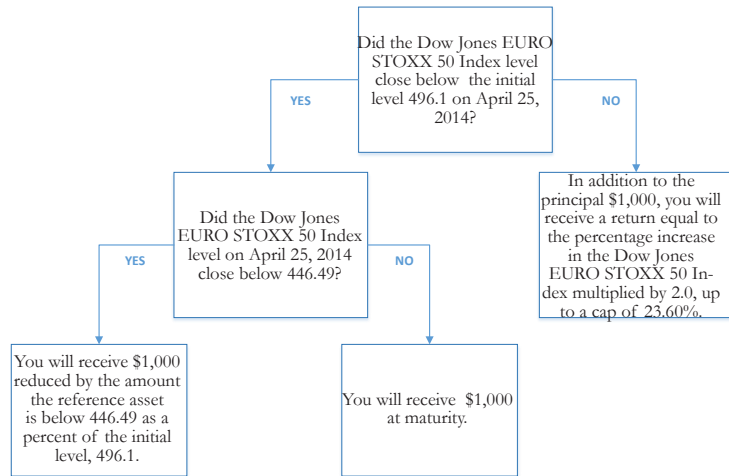 Did the Dow Jones EURO
STOXX 50 Index level
close below the initial
level 496.1 on April 25,
2014?
YES
NO
Did the Dow Jones
EURO STOXX 50 Index
level on April 25, 2014
close below 446.49?
In addition to the
principal $1,000, you will
receive a return equal to
the percentage increase
in the Dow Jones
EURO STOXX 50 In-
dex multiplied by 2.0, up
to a cap of 23.60%.
YES
NO
You will receive $1,000
reduced by the amount
the reference asset
is below 446.49 as a
percent of the initial
level, 496.1.
You will receive $1,000
at maturity.